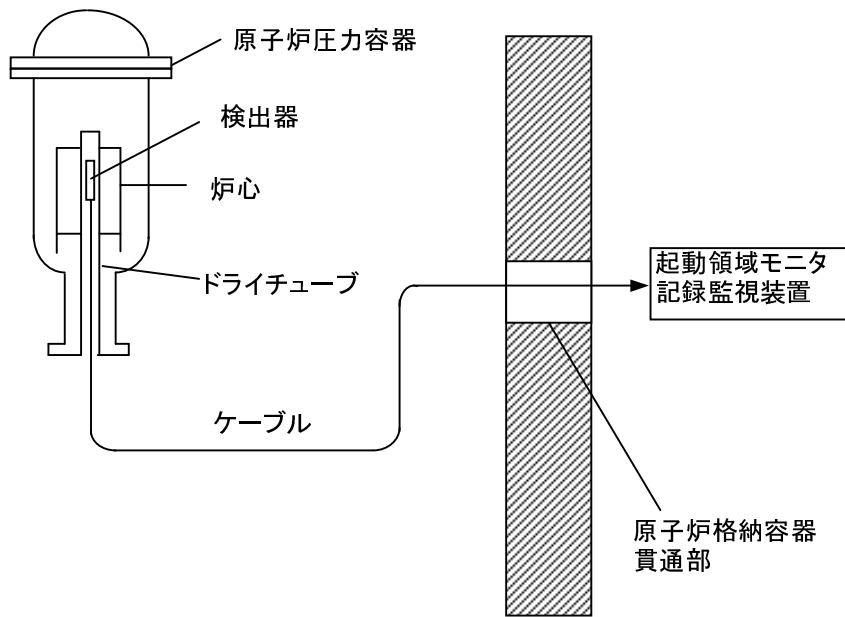 原子炉圧力容器
検出器
炉心
ドライチューブ
起動領域モニタ
記録監視装置
ケーブル
原子炉格納容器
貫通部